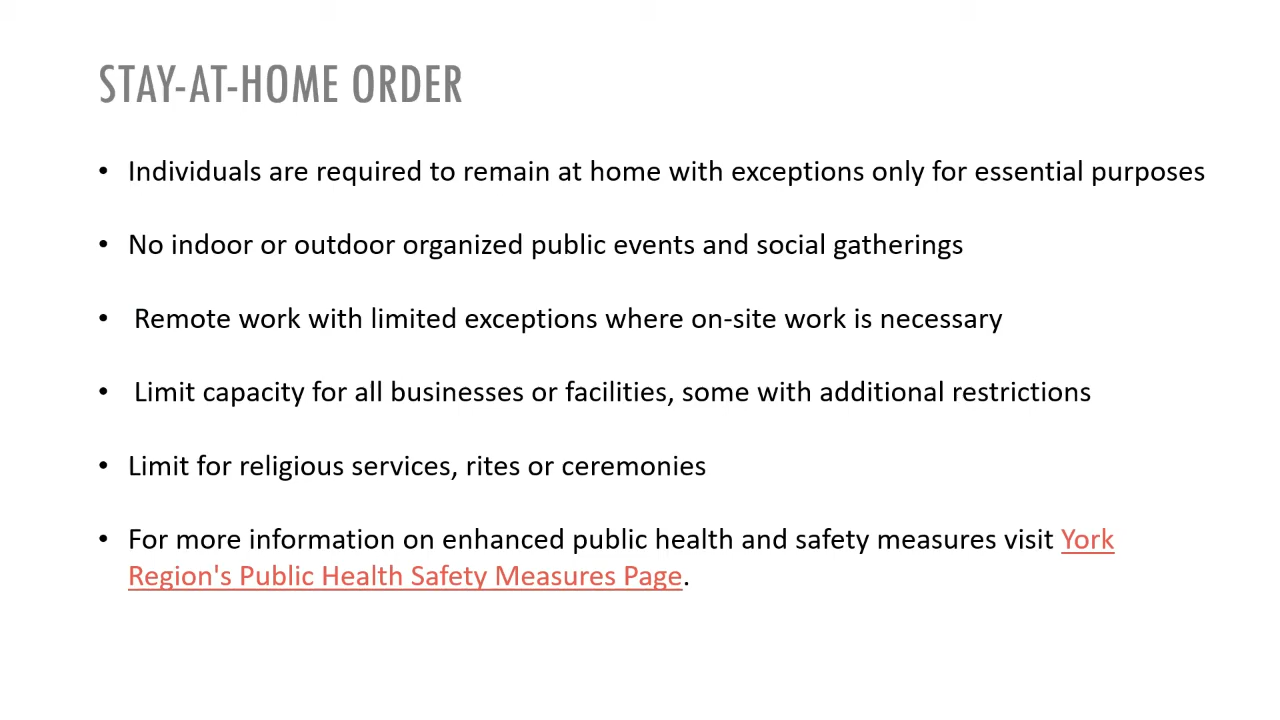 STAY-AT-HOME ORDER
• Individuals are required to remain at home with exceptions only for essential purposes
• No indoor or outdoor organized public events and social gatherings
• Remote work with limited exceptions where on-site work is necessary
• Limit capacity for all businesses or facilities, some with additional restrictions
• Limit for religious services, rites or ceremonies
• For more information on enhanced public health and safety measures visit York
Region's Public Health Safety Measures Page.